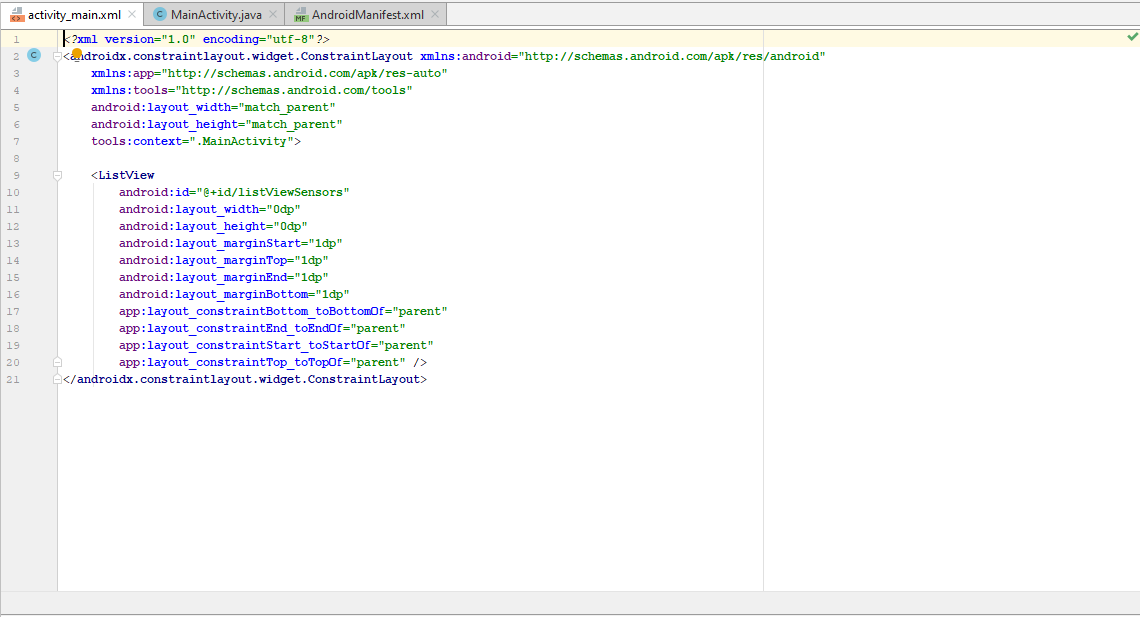 activity_main.xml MainActivity.java AndroidManifest.xml
1 <?xml version="1.0" encoding="utf-8"?>
2 <androidx.constraintlayout.widget.ConstraintLayout xmlns:android="http://schemas.android.com/apk/res/android"
3 xmlns:app="http://schemas.android.com/apk/res-auto"
4 xmlns:tools="http://schemas.android.com/tools"
5 android:layout_width="match_parent"
6 android:layout_height="match_parent"
7 tools:context=".MainActivity">
8
9 <ListView
10 android:id="@+id/listViewSensors"
11 android:layout_width="0dp"
12 android:layout_height="0dp"
13 android:layout_marginStart="1dp"
14 android:layout_marginTop="1dp"
15 android:layout_marginEnd="1dp"
16 android:layout_marginBottom="1dp"
17 app:layout_constraintBottom_toBottomOf="parent"
18 app:layout_constraintEnd_toEndOf="parent"
19 app:layout_constraintStart_toStartOf="parent"
20 app:layout_constraintTop_toTopOf="parent" />
21 </androidx.constraintlayout.widget.ConstraintLayout>